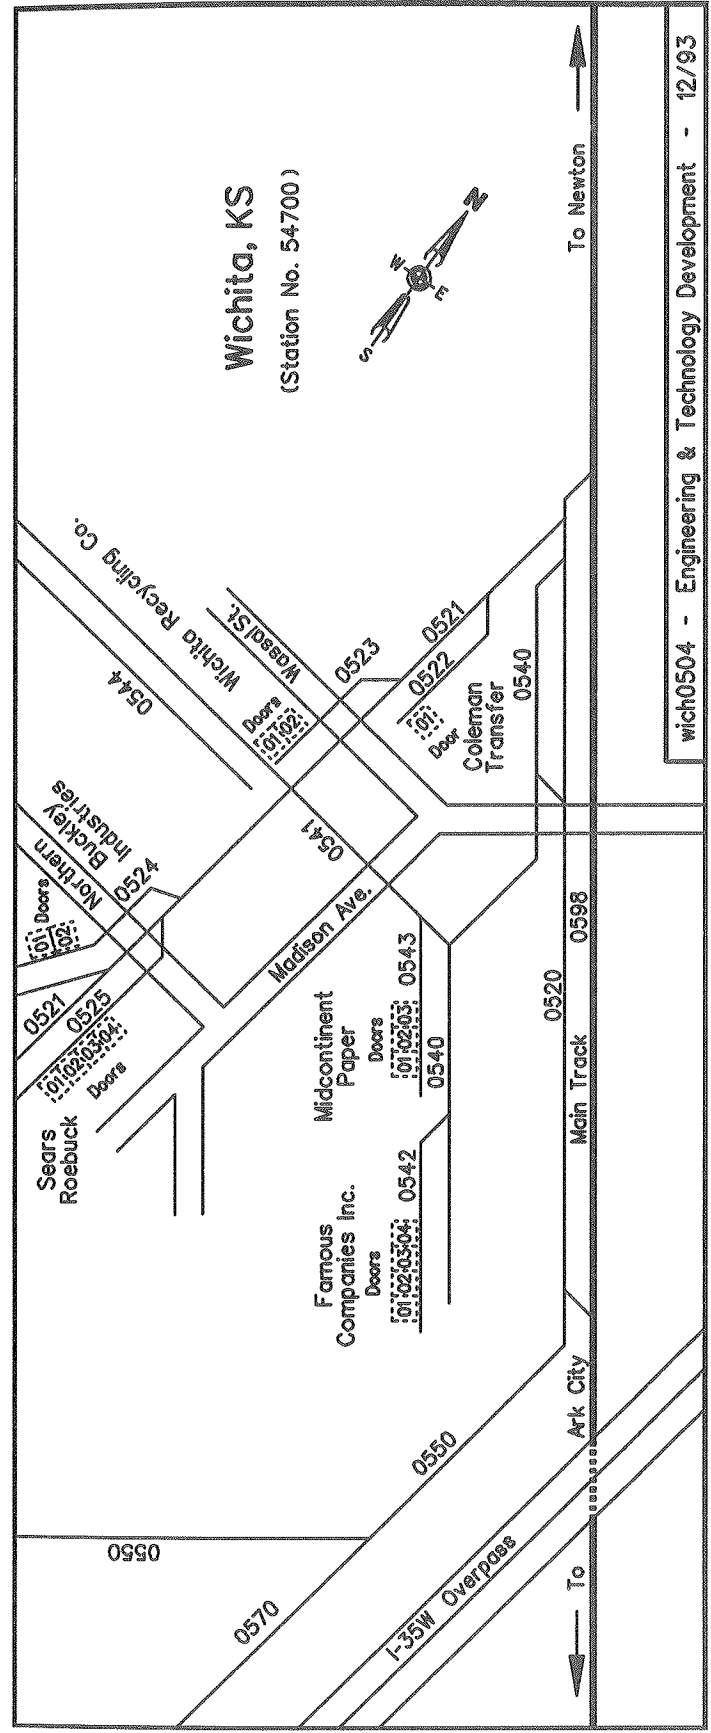 Wichita, KS
(Station No. 54700)
N
W
E
S
To Newton
wich0504 - Engineering & Technology Development - 12/93
Wichita Recycling Co.
Wassal St.
0544
Doors
01 02
0523
0521
0522
01
Door
Coleman
Transfer
0540
Northern
Buckley
Industries
Doors
01
02
0524
0541
Madison Ave.
0521
0525
01 02 03 04
Doors
Sears
Roebuck
Midcontinent
Paper
Doors
01 02 03
0543
0540
0520
0598
Main Track
Famous
Companies Inc.
Doors
01 02 03 04
0542
0550
0550
0570
I-35W Overpass
To Ark City